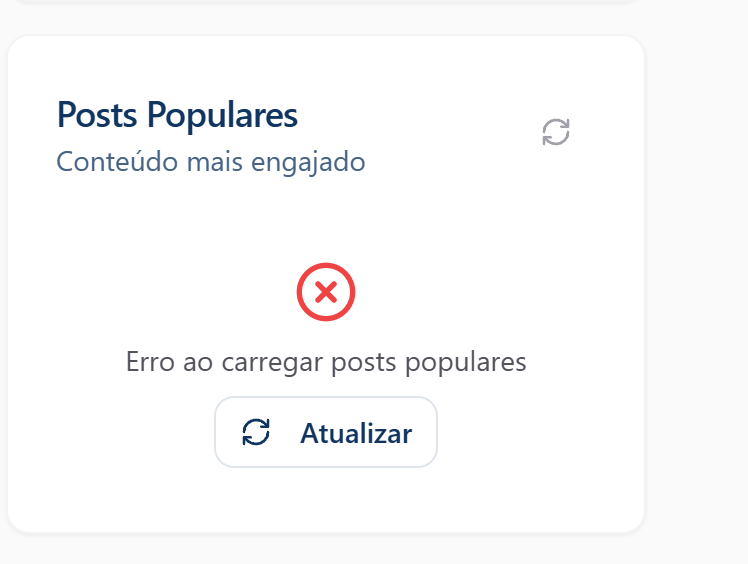 Posts Populares
Conteúdo mais engajado
Erro ao carregar posts populares
Atualizar